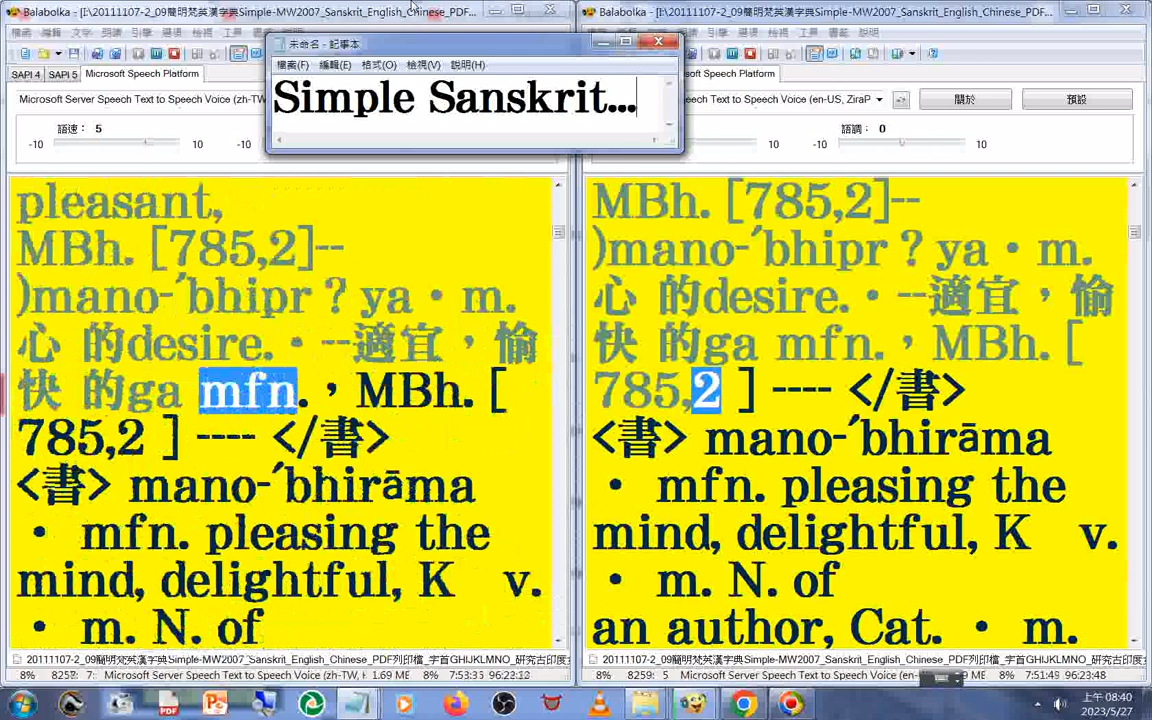 Balabolka - [I:\20111107-2_09簡明梵英漢字典Simple-MW2007_Sanskrit_English_Chinese_PDF...
Balabolka - [I:\20111107-2_09簡明梵英漢字典Simple-MW2007_Sanskrit_English_Chinese_PDF...
未命名 - 記事本
檔案(F) 編輯(E) 格式(O) 檢視(V) 說明(H)
Simple Sanskrit...
SAPI 4 SAPI 5 Microsoft Speech Platform
Speech Platform
Microsoft Server Speech Text to Speech Voice (zh-TW,
eech Text to Speech Voice (en-US, ZiraP
關於
預設
語速: 5
語調: 0
-10 10 -10
10 -10 10
pleasant,
MBh. [785,2]--
)mano-´bhipr ? ya • m.
心 的desire. • --適宜，愉
快 的ga mfn.，MBh. [
785,2 ] ---- </書>
<書> mano-´bhirāma
• mfn. pleasing the
mind, delightful, K v.
• m. N. of
MBh. [785,2]--
)mano-´bhipr ? ya • m.
心 的desire. • --適宜，愉
快 的ga mfn.，MBh. [
785,2 ] ---- </書>
<書> mano-´bhirāma
• mfn. pleasing the
mind, delightful, K v.
• m. N. of
an author, Cat. • m.
20111107-2_09簡明梵英漢字典Simple-MW2007_Sanskrit_English_Chinese_PDF列印檔_字首GHIJKLMNO_研究古印度
20111107-2_09簡明梵英漢字典Simple-MW2007_Sanskrit_English_Chinese_PDF列印檔_字首GHIJKLMNO_研究古印度
Microsoft Server Speech Text to Speech Voice (zh-TW, 1.69 ME 8% 7:53:35 96:23:12
Microsoft Server Speech Text to Speech Voice 8% 7:51:49 96:23:48
上午 08:40
2023/5/27